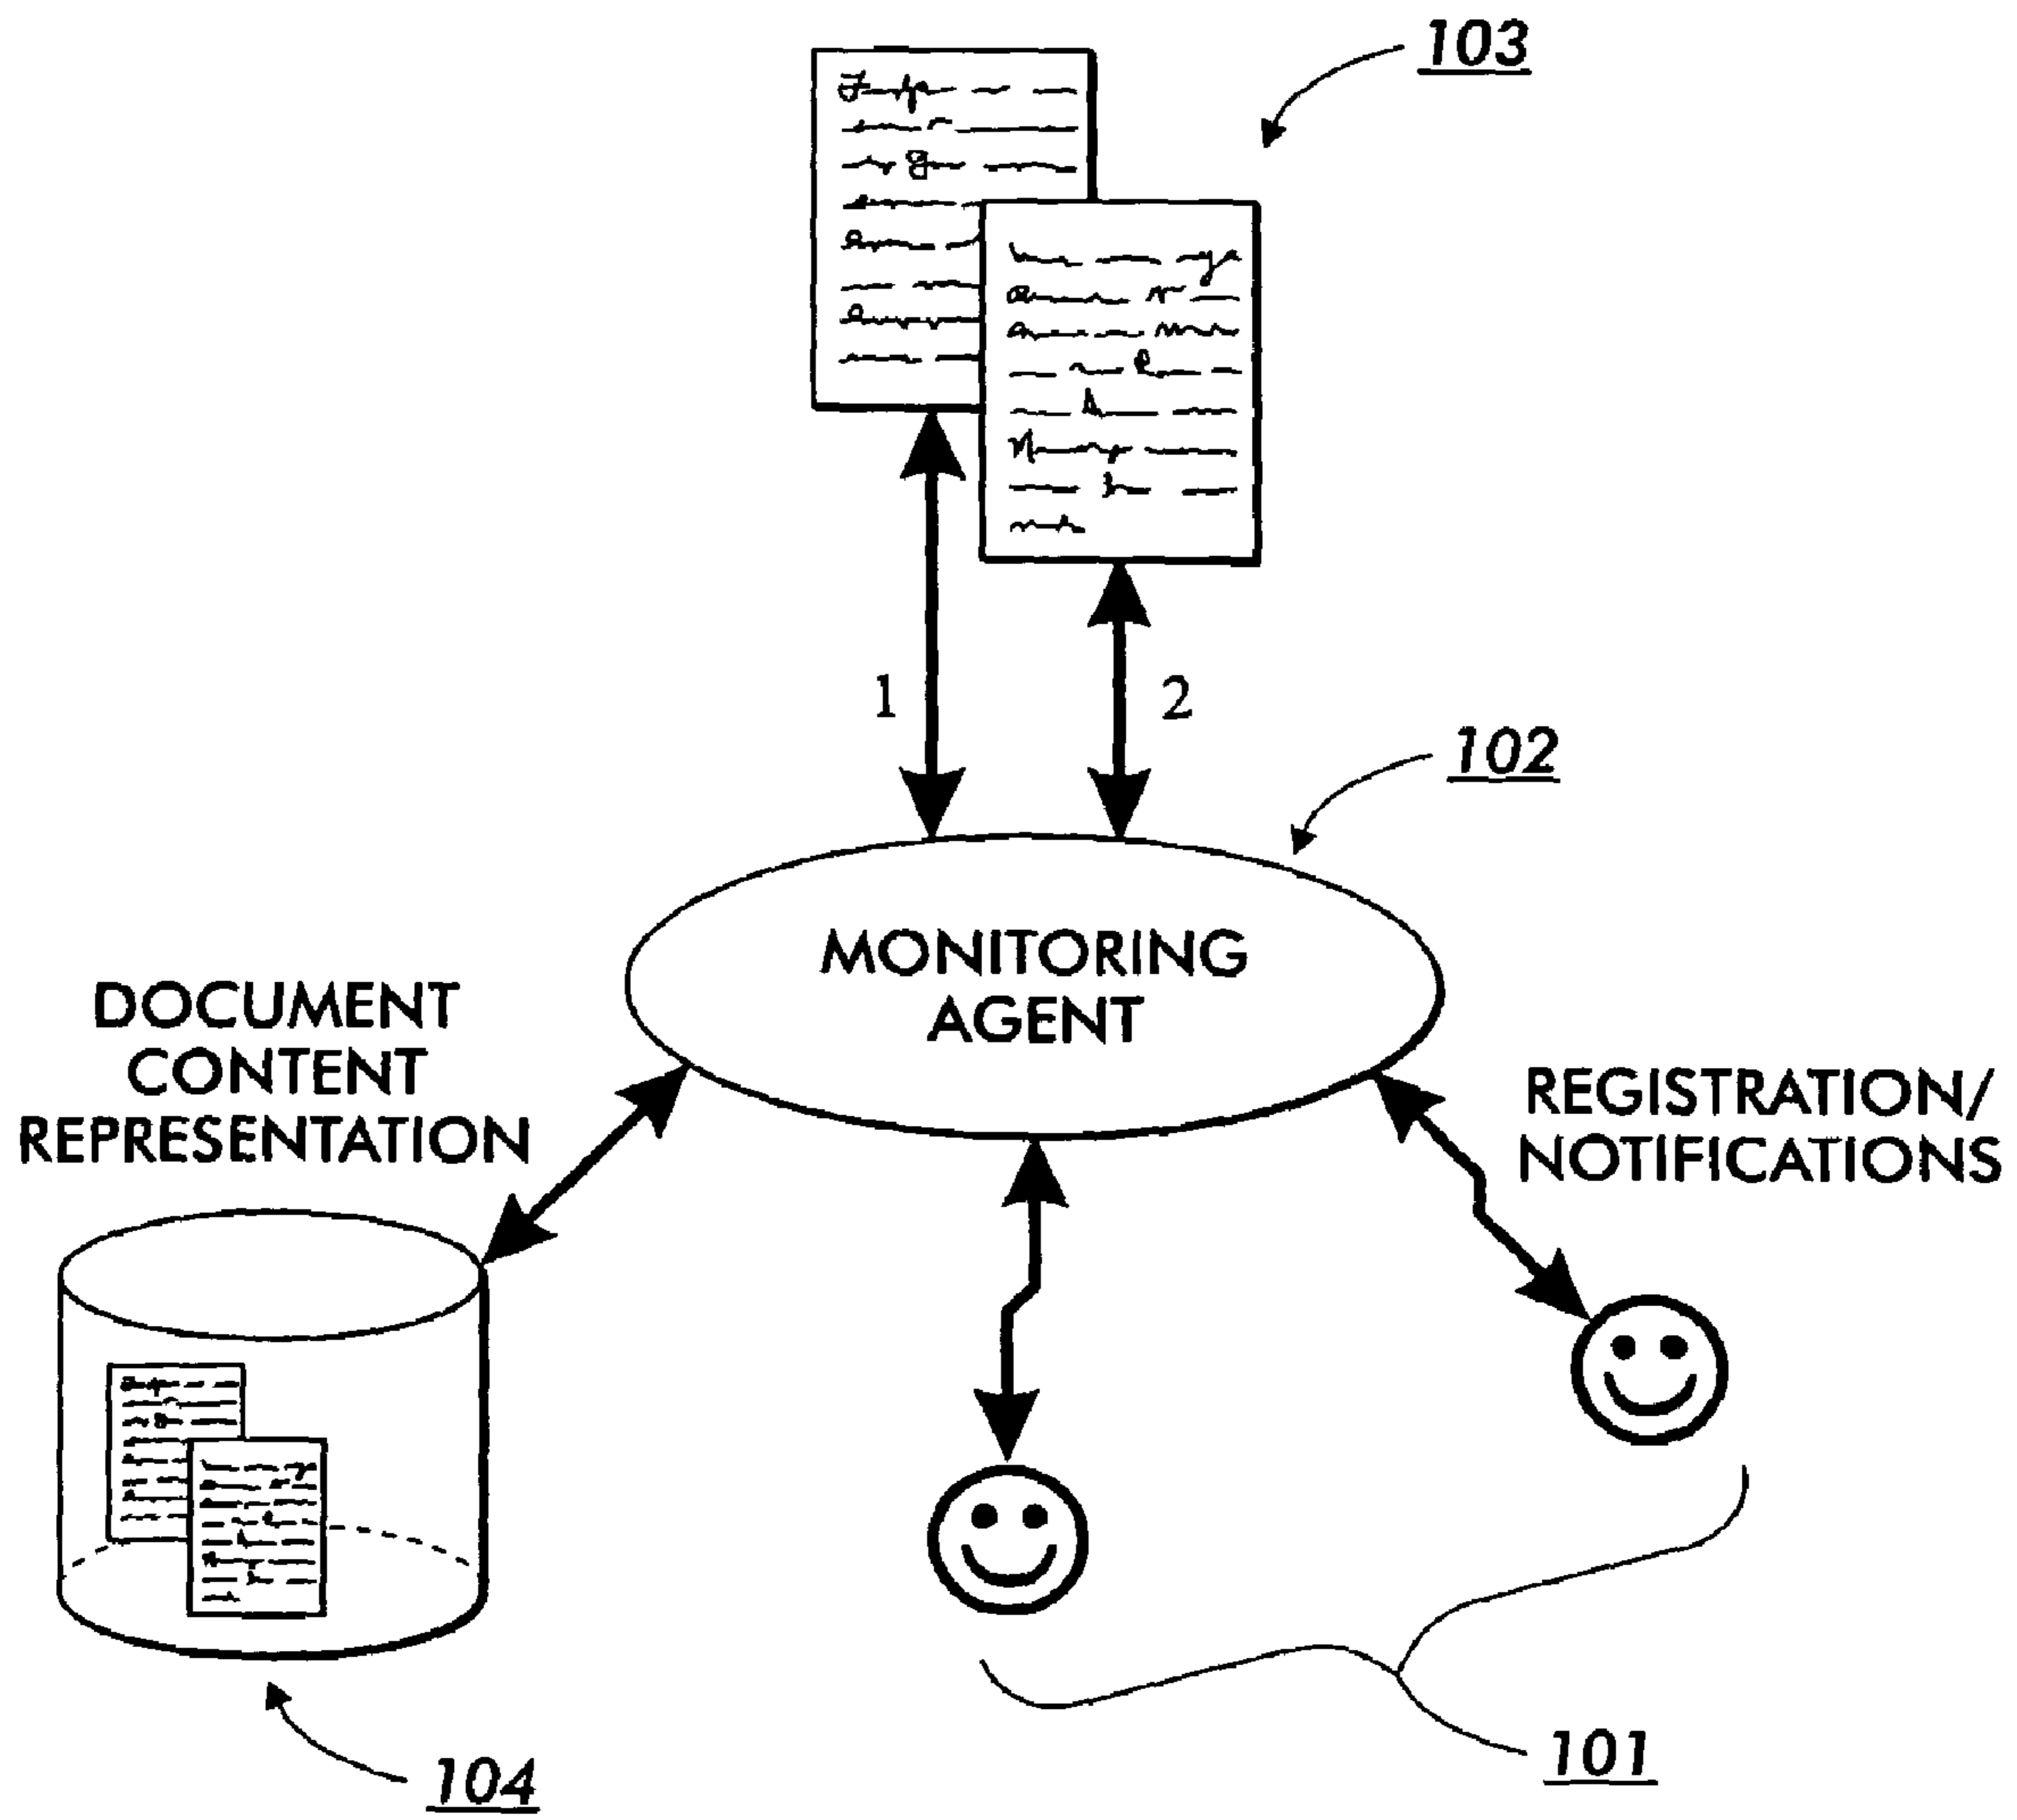 103
1
2
102
MONITORING
AGENT
DOCUMENT
CONTENT
REPRESENTATION
REGISTRATION/
NOTIFICATIONS
101
104